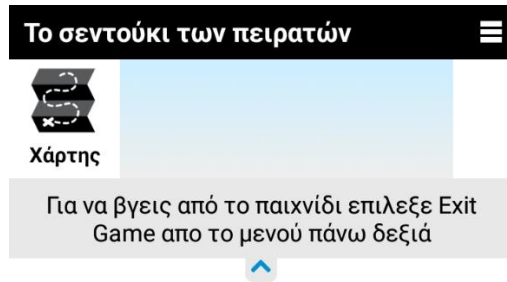 Το σεντούκι των πειρατών
Χάρτης
Για να βγεις από το παιχνίδι επιλεξε Exit
Game απο το μενού πάνω δεξιά